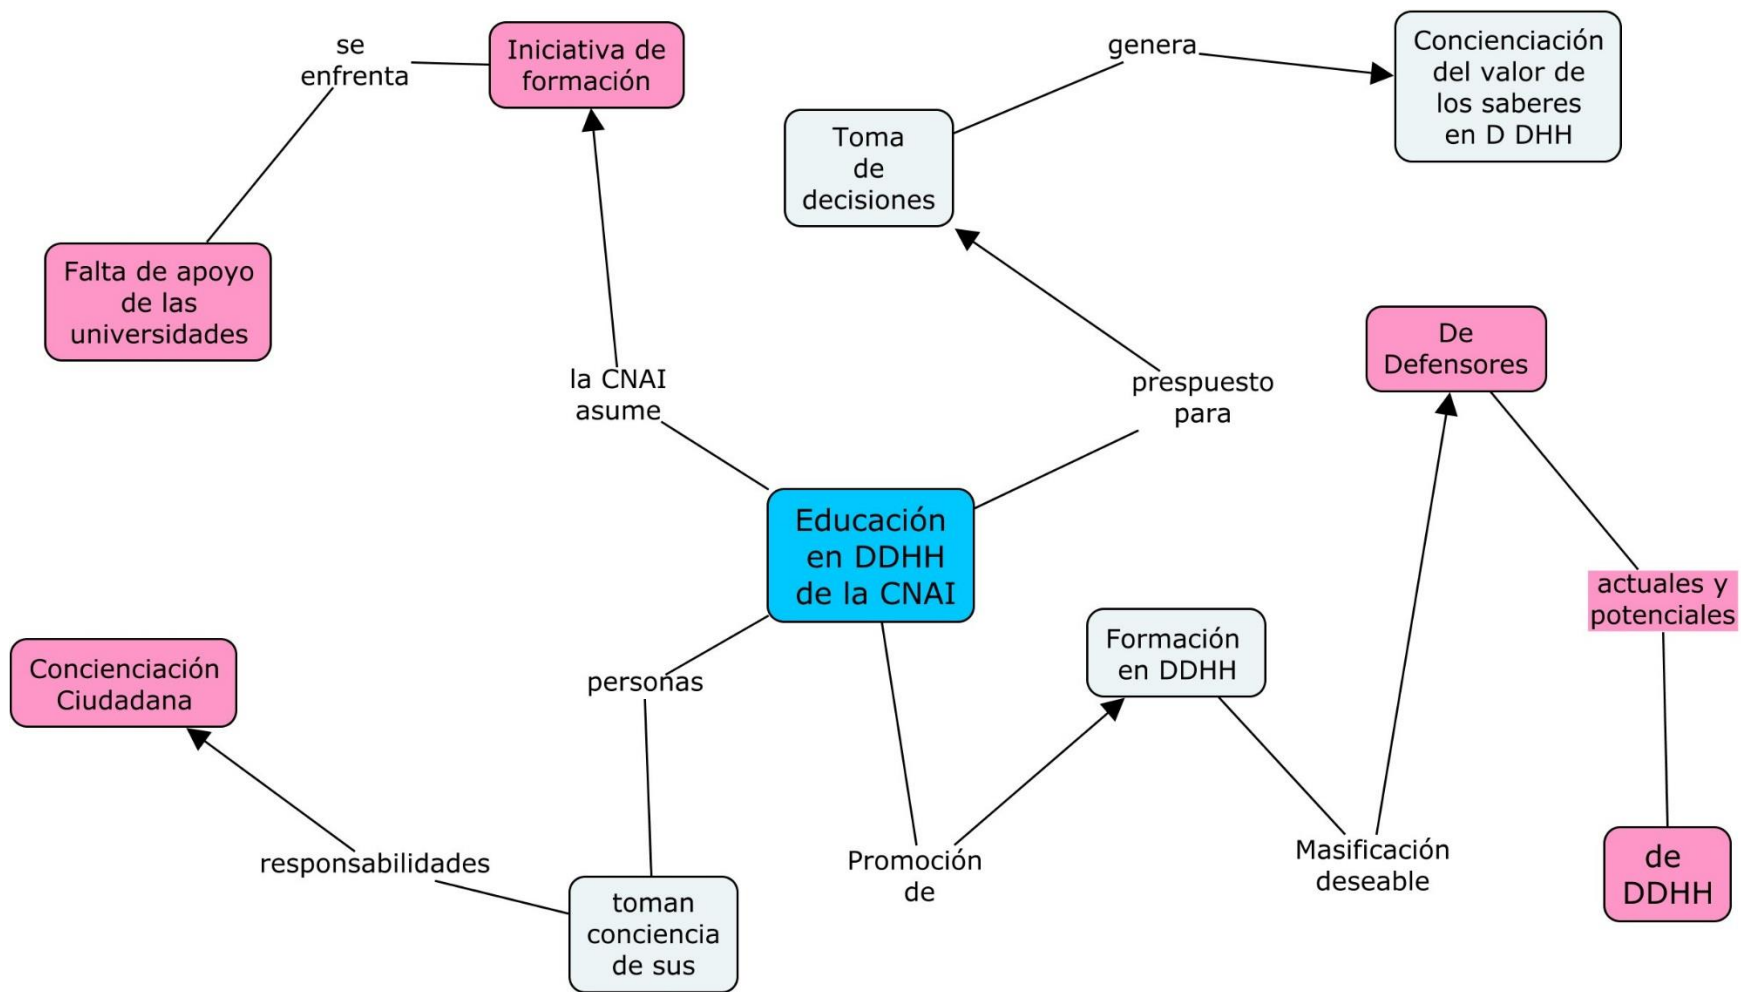 se
enfrenta
Iniciativa de
formación
genera
Concienciación
del valor de
los saberes
en D DHH
Toma
de
decisiones
Falta de apoyo
de las
universidades
la CNAI
asume
prespuesto
para
De
Defensores
Educación
en DDHH
de la CNAI
actuales y
potenciales
Formación
en DDHH
Concienciación
Ciudadana
personas
responsabilidades
toman
conciencia
de sus
Promoción
de
Masificación
deseable
de
DDHH